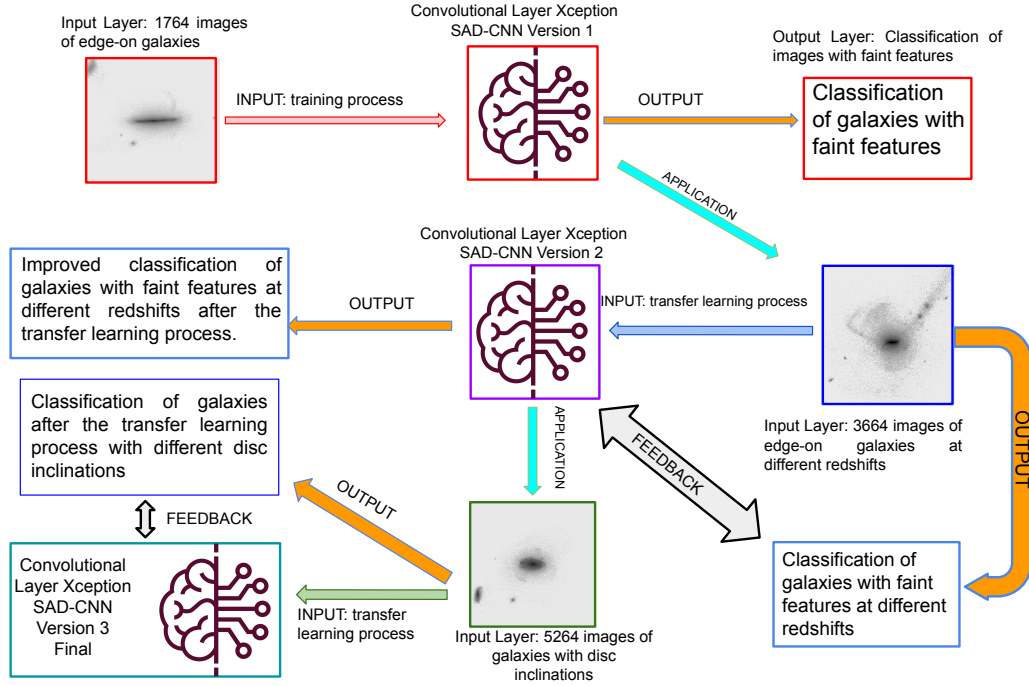 Input Layer: 1764 images
of edge-on galaxies
Convolutional Layer Xception
SAD-CNN Version 1
Output Layer: Classification of
images with faint features
INPUT: training process
OUTPUT
Classification
of galaxies with
faint features
APPLICATION
Convolutional Layer Xception
SAD-CNN Version 2
Improved classification of
galaxies with faint features at
different redshifts after the
transfer learning process.
OUTPUT
INPUT: transfer learning process
OUTPUT
Input Layer: 3664 images of
edge-on galaxies at
different redshifts
Classification of galaxies
after the transfer learning
process with different disc
inclinations
APPLICATION
FEEDBACK
OUTPUT
FEEDBACK
Convolutional
Layer Xception
SAD-CNN
Version 3
Final
INPUT: transfer
learning process
Input Layer: 5264 images of
galaxies with disc
inclinations
Classification of
galaxies with faint
features at different
redshifts